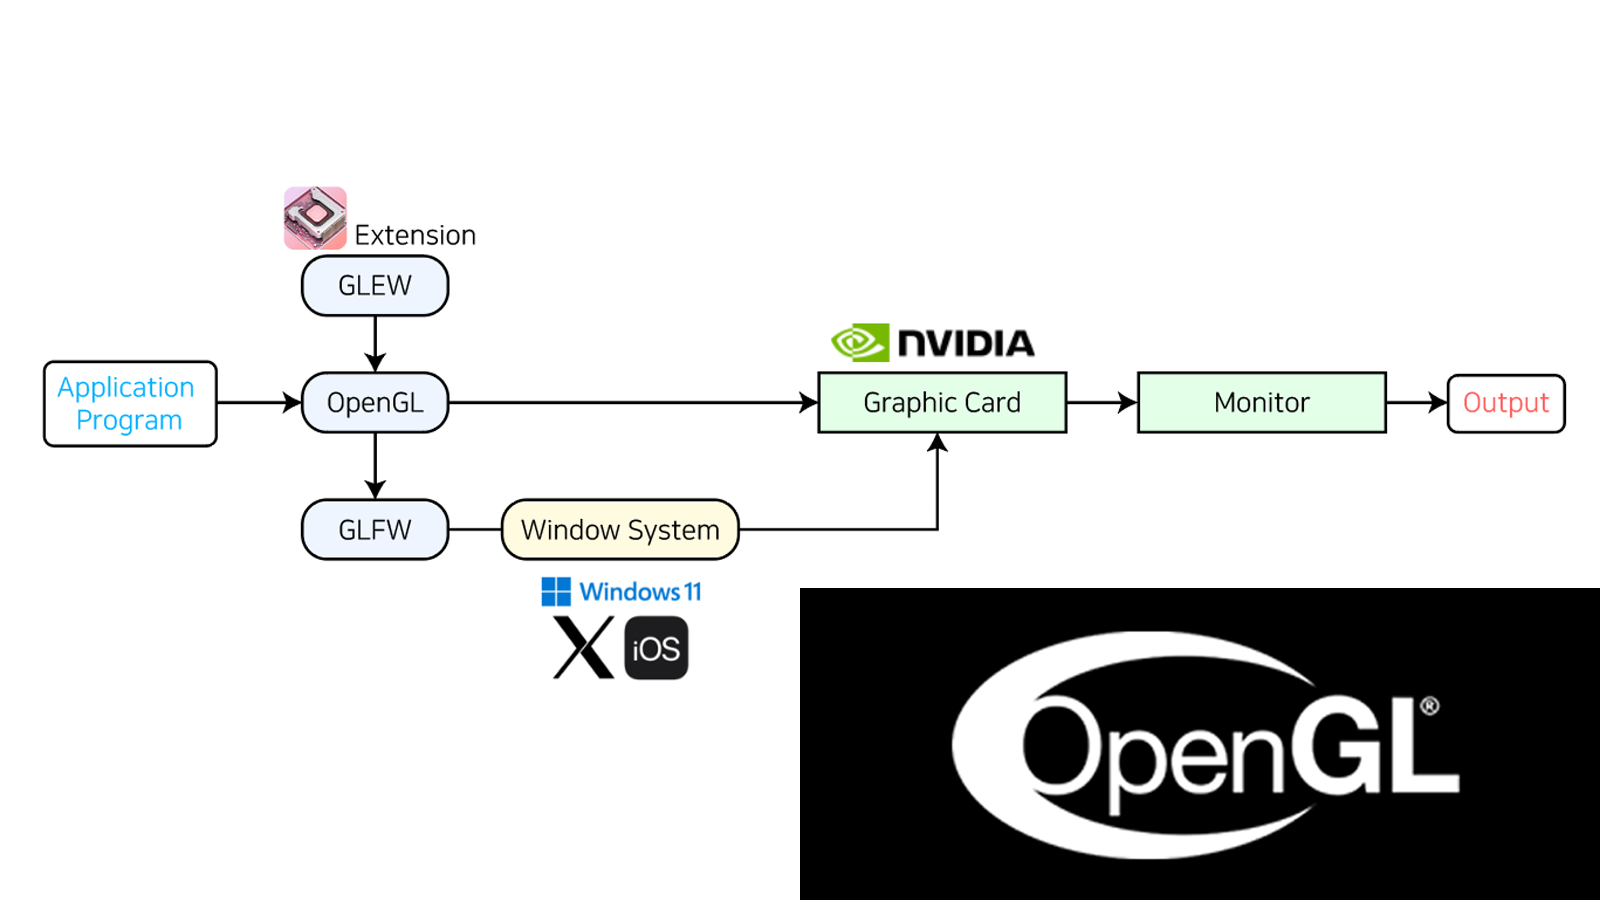 Extension
GLEW
NVIDIA
Application
Program
OpenGL
Graphic Card
Monitor
Output
GLFW
Window System
Windows 11
iOS
OpenGL®